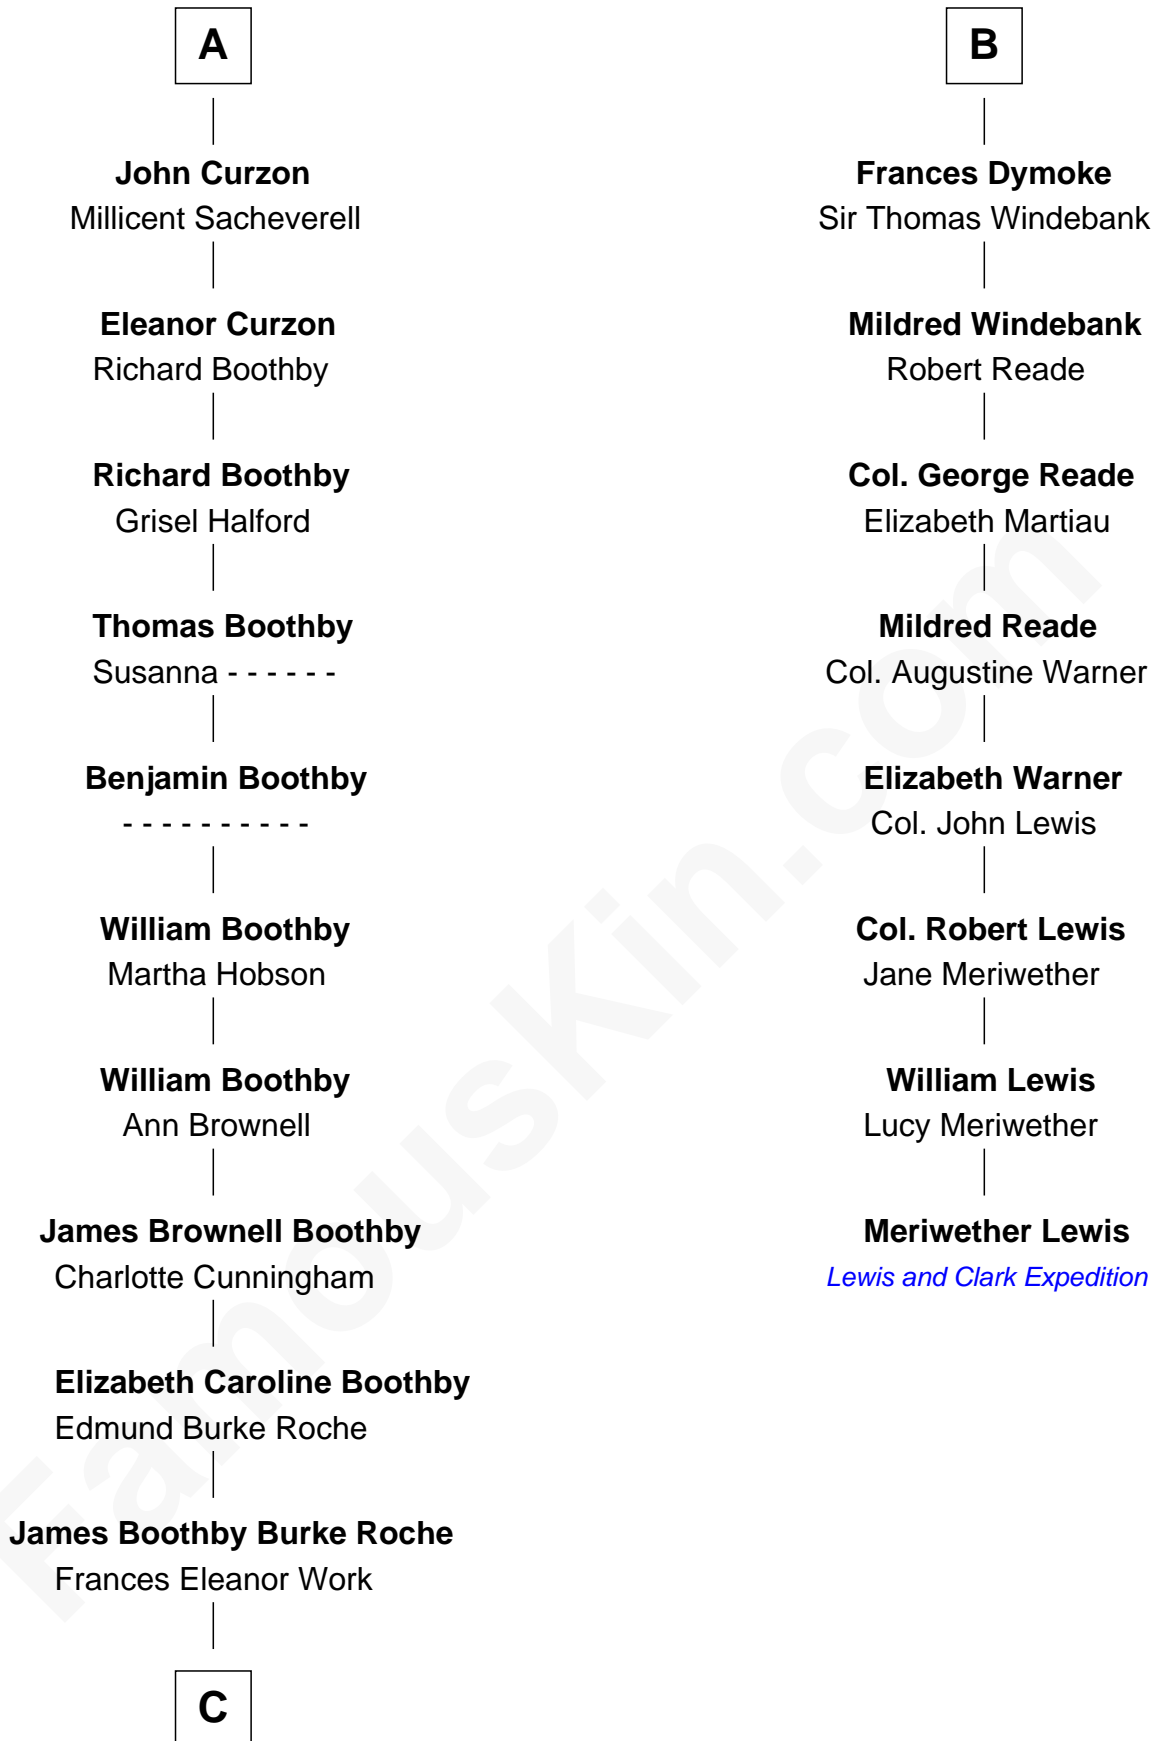 A
John Curzon
Millicent Sacheverell
Eleanor Curzon
Richard Boothby
Richard Boothby
Grisel Halford
Thomas Boothby
Susanna - - - - - -
Benjamin Boothby
- - - - - - - - - -
William Boothby
Martha Hobson
William Boothby
Ann Brownell
James Brownell Boothby
Charlotte Cunningham
Elizabeth Caroline Boothby
Edmund Burke Roche
James Boothby Burke Roche
Frances Eleanor Work
C
B
Frances Dymoke
Sir Thomas Windebank
Mildred Windebank
Robert Reade
Col. George Reade
Elizabeth Martiau
Mildred Reade
Col. Augustine Warner
Elizabeth Warner
Col. John Lewis
Col. Robert Lewis
Jane Meriwether
William Lewis
Lucy Meriwether
Meriwether Lewis
Lewis and Clark Expedition
FamousKin.com